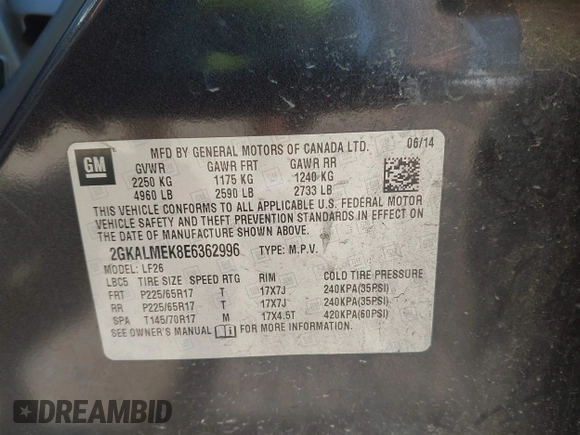 GM
MFD BY GENERAL MOTORS OF CANADA LTD. 06/14
GVWR GAWR FRT GAWR RR
2250 KG 1175 KG 1240 KG
4960 LB 2590 LB 2733 LB
THIS VEHICLE CONFORMS TO ALL APPLICABLE U.S. FEDERAL MOTOR
VEHICLE SAFETY AND THEFT PREVENTION STANDARDS IN EFFECT ON
THE DATE OF MANUFACTURE SHOWN ABOVE.
2GKALMEK8E6362996 TYPE: M.P.V.
MODEL: LF26
LBC5 TIRE SIZE SPEED RTG RIM COLD TIRE PRESSURE
FRT P225/65R17 T 17X7J 240KPA(35PSI)
RR P225/65R17 T 17X7J 240KPA(35PSI)
SPA T145/70R17 M 17X4.5T 420KPA(60PSI)
SEE OWNER'S MANUAL FOR MORE INFORMATION.
DREAMBID